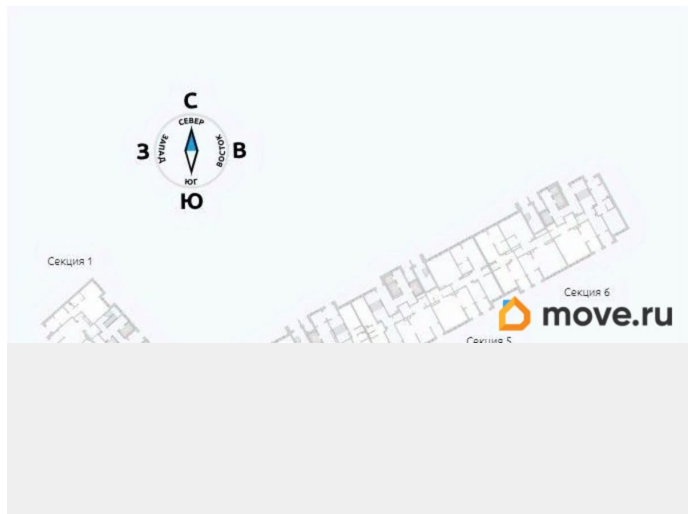 С
СЕВЕР
З ЗАПАД ВОСТОК В
ЮГ
Ю
Секция 1
Секция 6
move.ru
Секция 5